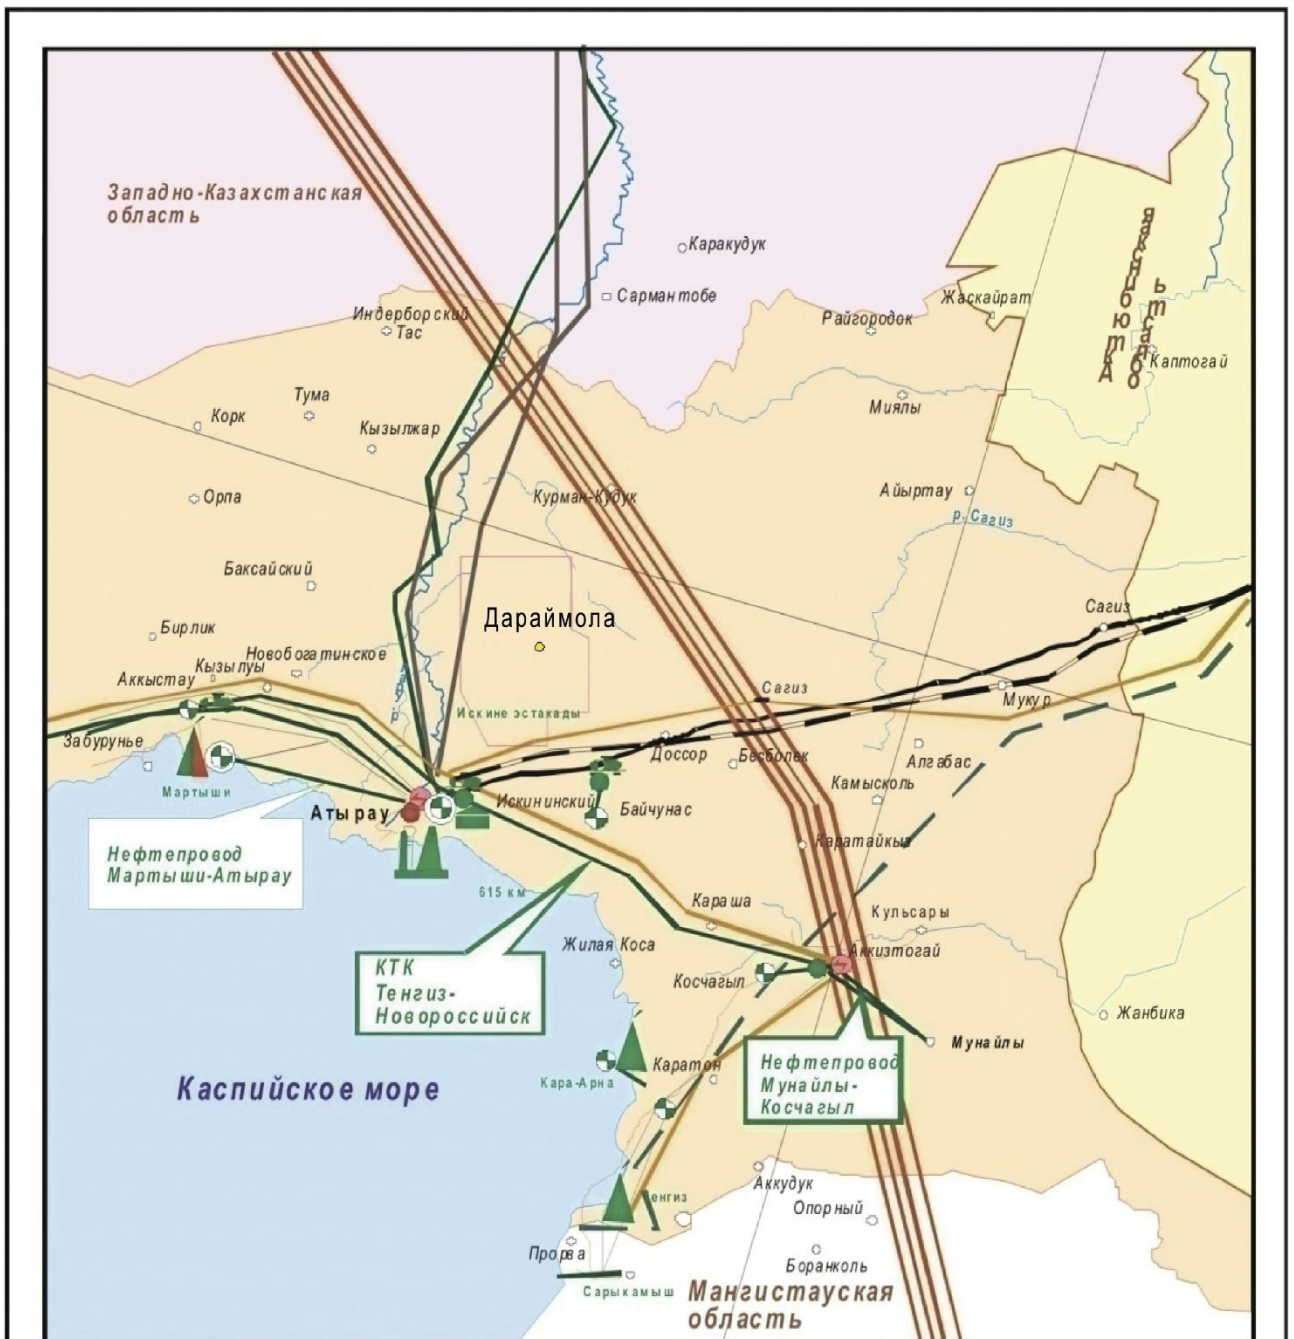 Западно-Казахстанская
область
Каракудук
Сармантобе
Актюбинская
область
Жаскайрат
Индерборский
Тас
Райгородок
Каптогай
Тума
Миялы
Корк
Кызылжар
Орпа
Курман-Кудук
Айыртау
р. Сагиз
Баксайский
Дараймола
Сагиз
Бирлик
Новобогатинское
Кызылуы
Аккыстау
Сагиз
Мукур
Искине эстакады
Забурунье
Доссор
Бесболек
Алгабас
Мартыши
Камысколь
Атырау
Искининский
Байчунас
Каратайкыз
Нефтепровод
Мартыши-Атырау
615 км
Караша
Кульсары
Жилая Коса
Аккизтогай
КТК
Тенгиз-
Новороссийск
Косчагыл
Жанбика
Мунайлы
Каратон
Нефтепровод
Мунайлы-
Косчагыл
Кара-Арна
Каспийское море
Аккудук
енгиз
Опорный
Прорва
Боранколь
Сарыкамыш
Мангистауская
область